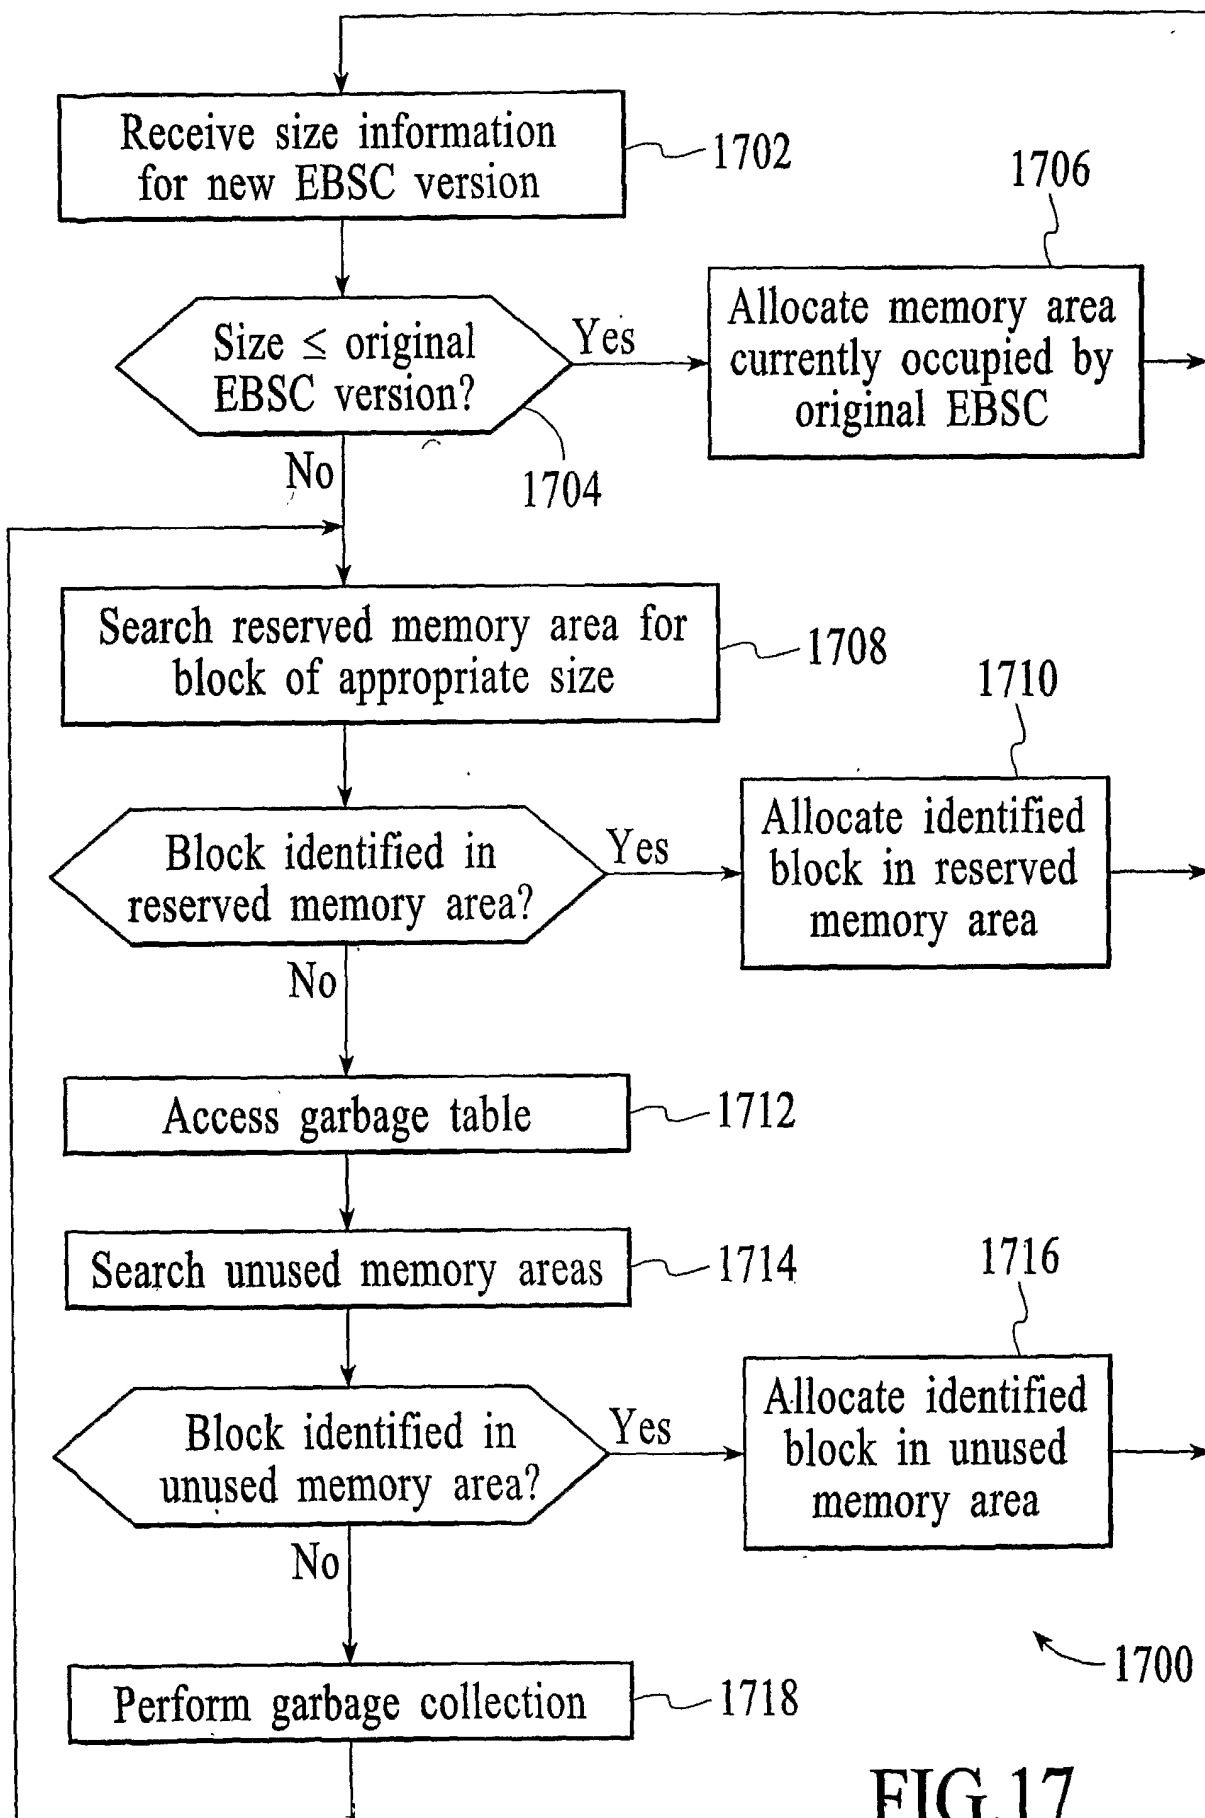 Receive size information
for new EBSC version
1702
1706
Size ≤ original
EBSC version?
Yes
Allocate memory area
currently occupied by
original EBSC
No
1704
Search reserved memory area for
block of appropriate size
1708
1710
Block identified in
reserved memory area?
Yes
Allocate identified
block in reserved
memory area
No
Access garbage table
1712
Search unused memory areas
1714
1716
Block identified in
unused memory area?
Yes
Allocate identified
block in unused
memory area
No
1700
Perform garbage collection
1718
FIG.17